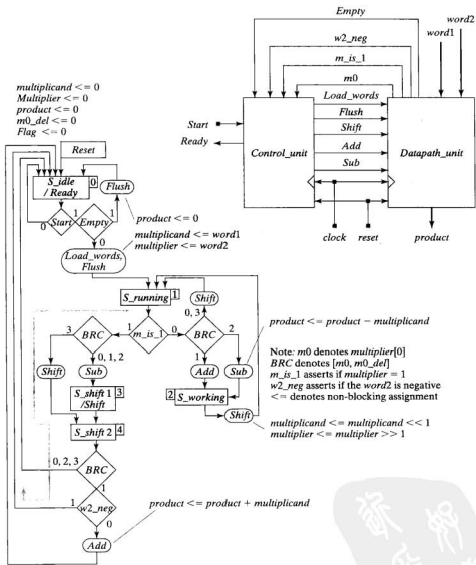 multiplicand <= 0
Multiplier <= 0
product <= 0
m0_del <= 0
Flag <= 0
Reset
S_idle
/ Ready
0
Flush
Start
1
Empty
1
0
0
product <= 0
multiplicand <= word1
multiplier <= word2
Load_words,
Flush
S_running
1
Shift
0, 3
3
BRC
1
m_is_1
0
BRC
2
product <= product − multiplicand
Shift
0, 1, 2
Sub
1
Add
Sub
S_shift 1
/Shift
3
2
S_working
S_shift 2
4
Shift
multiplicand <= multiplicand << 1
multiplier <= multiplier >> 1
0, 2, 3
BRC
1
1
w2_neg
0
product <= product + multiplicand
Add
Empty
word2
word1
w2_neg
m_is_1
m0
Load_words
Flush
Shift
Add
Sub
Start
Ready
Control_unit
Datapath_unit
clock
reset
product
Note: m0 denotes multiplier[0]
BRC denotes [m0, m0_del]
m_is_1 asserts if multiplier = 1
w2_neg asserts if the word2 is negative
<= denotes non-blocking assignment